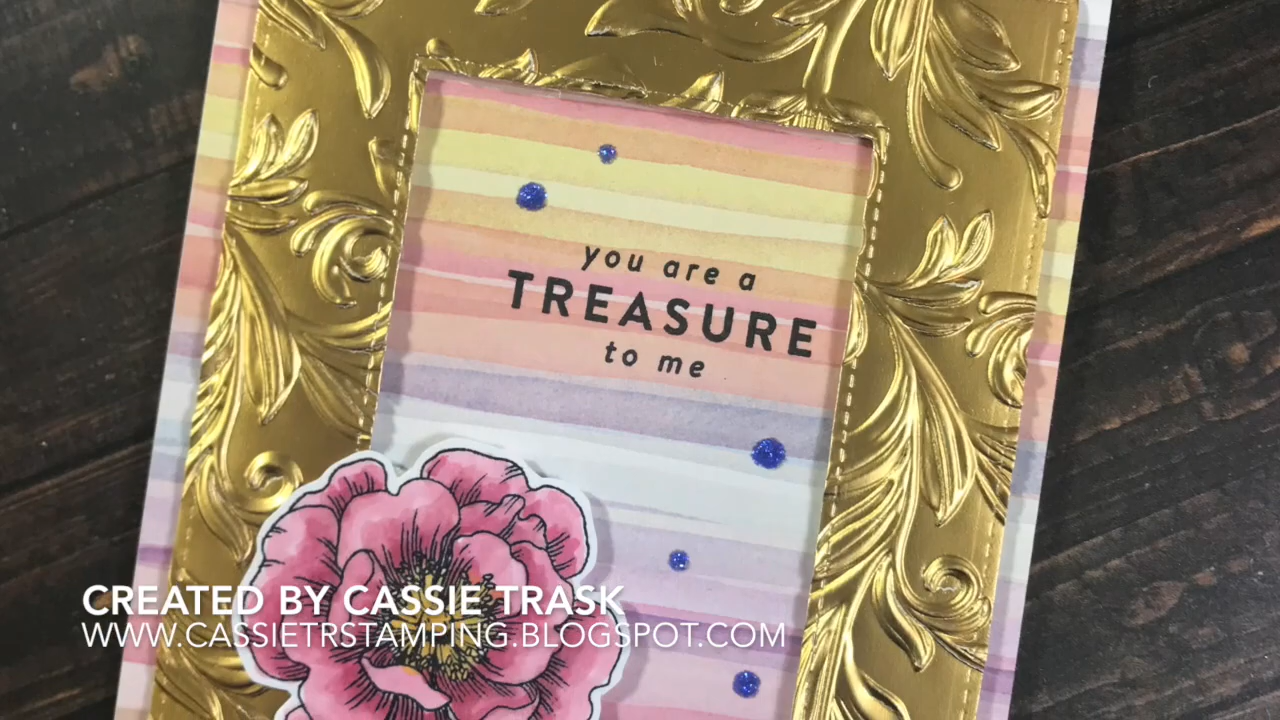 you are a
TREASURE
to me
CREATED BY CASSIE TRASK
WWW.CASSIETRSTAMPING.BLOGSPOT.COM